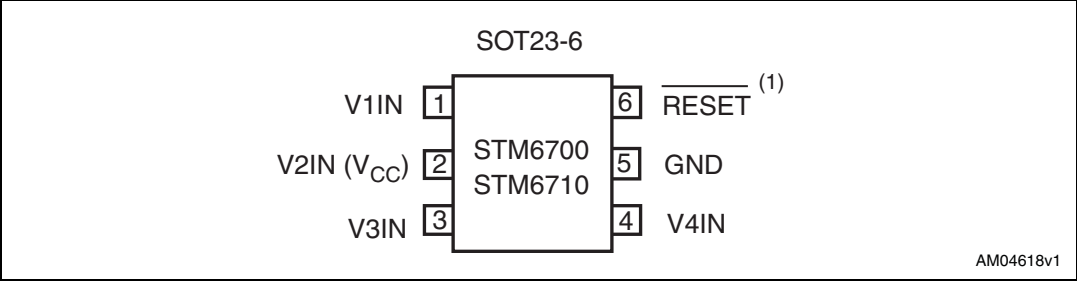 SOT23-6
V1IN 1 6 RESET (1)
V2IN (VCC) 2 STM6700 5 GND
STM6710
V3IN 3 4 V4IN
AM04618v1